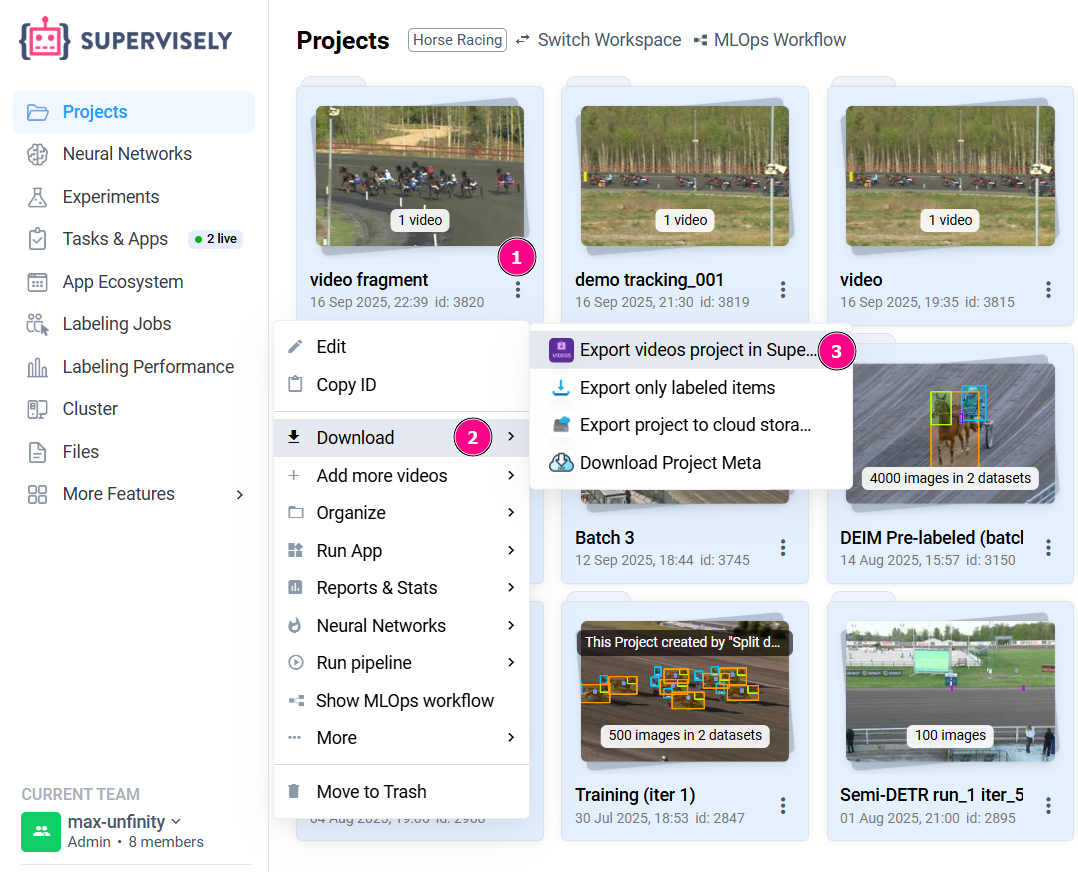 SUPERVISELY
Projects
Neural Networks
Experiments
Tasks & Apps
2 live
App Ecosystem
Labeling Jobs
Labeling Performance
Cluster
Files
More Features
CURRENT TEAM
max-unfinity
Admin • 8 members
Projects
Horse Racing
Switch Workspace
MLOps Workflow
1 video
video fragment
16 Sep 2025, 22:39 id: 3820
1
1 video
demo tracking_001
16 Sep 2025, 21:30 id: 3819
1 video
video
16 Sep 2025, 19:35 id: 3815
Edit
Copy ID
Download
2
Add more videos
Organize
Run App
Reports & Stats
Neural Networks
Run pipeline
Show MLOps workflow
More
Move to Trash
VIDEOS
Export videos project in Supe...
3
Export only labeled items
Export project to cloud stora...
Download Project Meta
Batch 3
12 Sep 2025, 18:44 id: 3745
4000 images in 2 datasets
DEIM Pre-labeled (batcl
14 Aug 2025, 15:57 id: 3150
04 Aug 2025, 19:00 id: 2908
This Project created by "Split d...
500 images in 2 datasets
Training (iter 1)
30 Jul 2025, 18:53 id: 2847
100 images
Semi-DETR run_1 iter_5
01 Aug 2025, 21:00 id: 2895